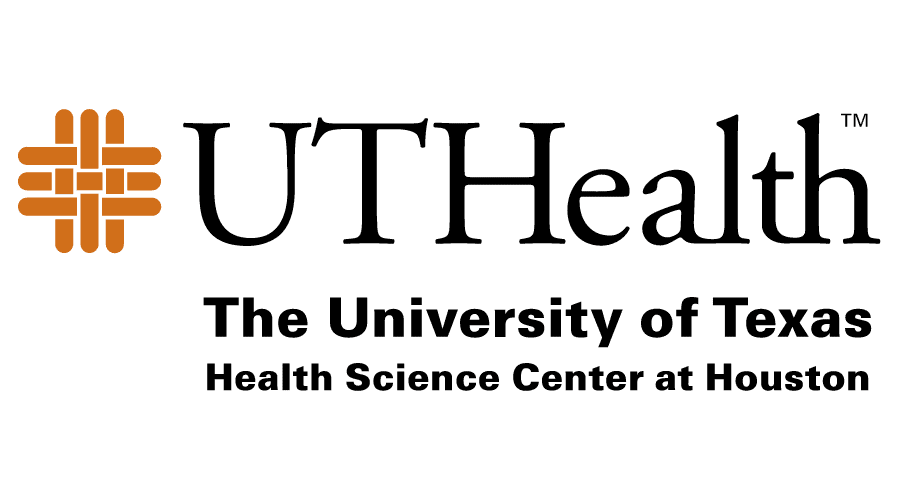 UTHealth™
The University of Texas
Health Science Center at Houston